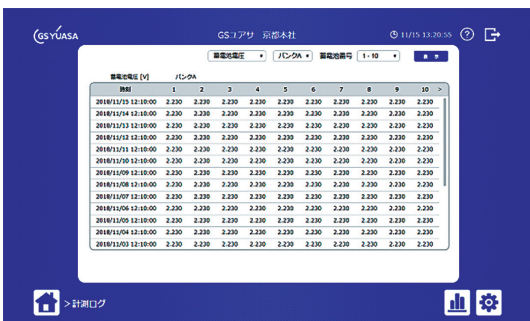 GS YUASA GSユアサ 京都本社 11/15 13:20:55 ?
蓄電池電圧 バンクA 蓄電池番号 1 - 10 表 示
蓄電池電圧 [V] バンクA
時刻 1 2 3 4 5 6 7 8 9 10 >
2018/11/15 12:10:00 2.230 2.230 2.230 2.230 2.230 2.230 2.230 2.230 2.230 2.230
2018/11/14 12:10:00 2.230 2.230 2.230 2.230 2.230 2.230 2.230 2.230 2.230 2.230
2018/11/13 12:10:00 2.230 2.230 2.230 2.230 2.230 2.230 2.230 2.230 2.230 2.230
2018/11/12 12:10:00 2.230 2.230 2.230 2.230 2.230 2.230 2.230 2.230 2.230 2.230
2018/11/11 12:10:00 2.230 2.230 2.230 2.230 2.230 2.230 2.230 2.230 2.230 2.230
2018/11/10 12:10:00 2.230 2.230 2.230 2.230 2.230 2.230 2.230 2.230 2.230 2.230
2018/11/09 12:10:00 2.230 2.230 2.230 2.230 2.230 2.230 2.230 2.230 2.230 2.230
2018/11/08 12:10:00 2.230 2.230 2.230 2.230 2.230 2.230 2.230 2.230 2.230 2.230
2018/11/07 12:10:00 2.230 2.230 2.230 2.230 2.230 2.230 2.230 2.230 2.230 2.230
2018/11/06 12:10:00 2.230 2.230 2.230 2.230 2.230 2.230 2.230 2.230 2.230 2.230
2018/11/05 12:10:00 2.230 2.230 2.230 2.230 2.230 2.230 2.230 2.230 2.230 2.230
2018/11/04 12:10:00 2.230 2.230 2.230 2.230 2.230 2.230 2.230 2.230 2.230 2.230
2018/11/03 12:10:00 2.230 2.230 2.230 2.230 2.230 2.230 2.230 2.230 2.230 2.230
> 計測ログ